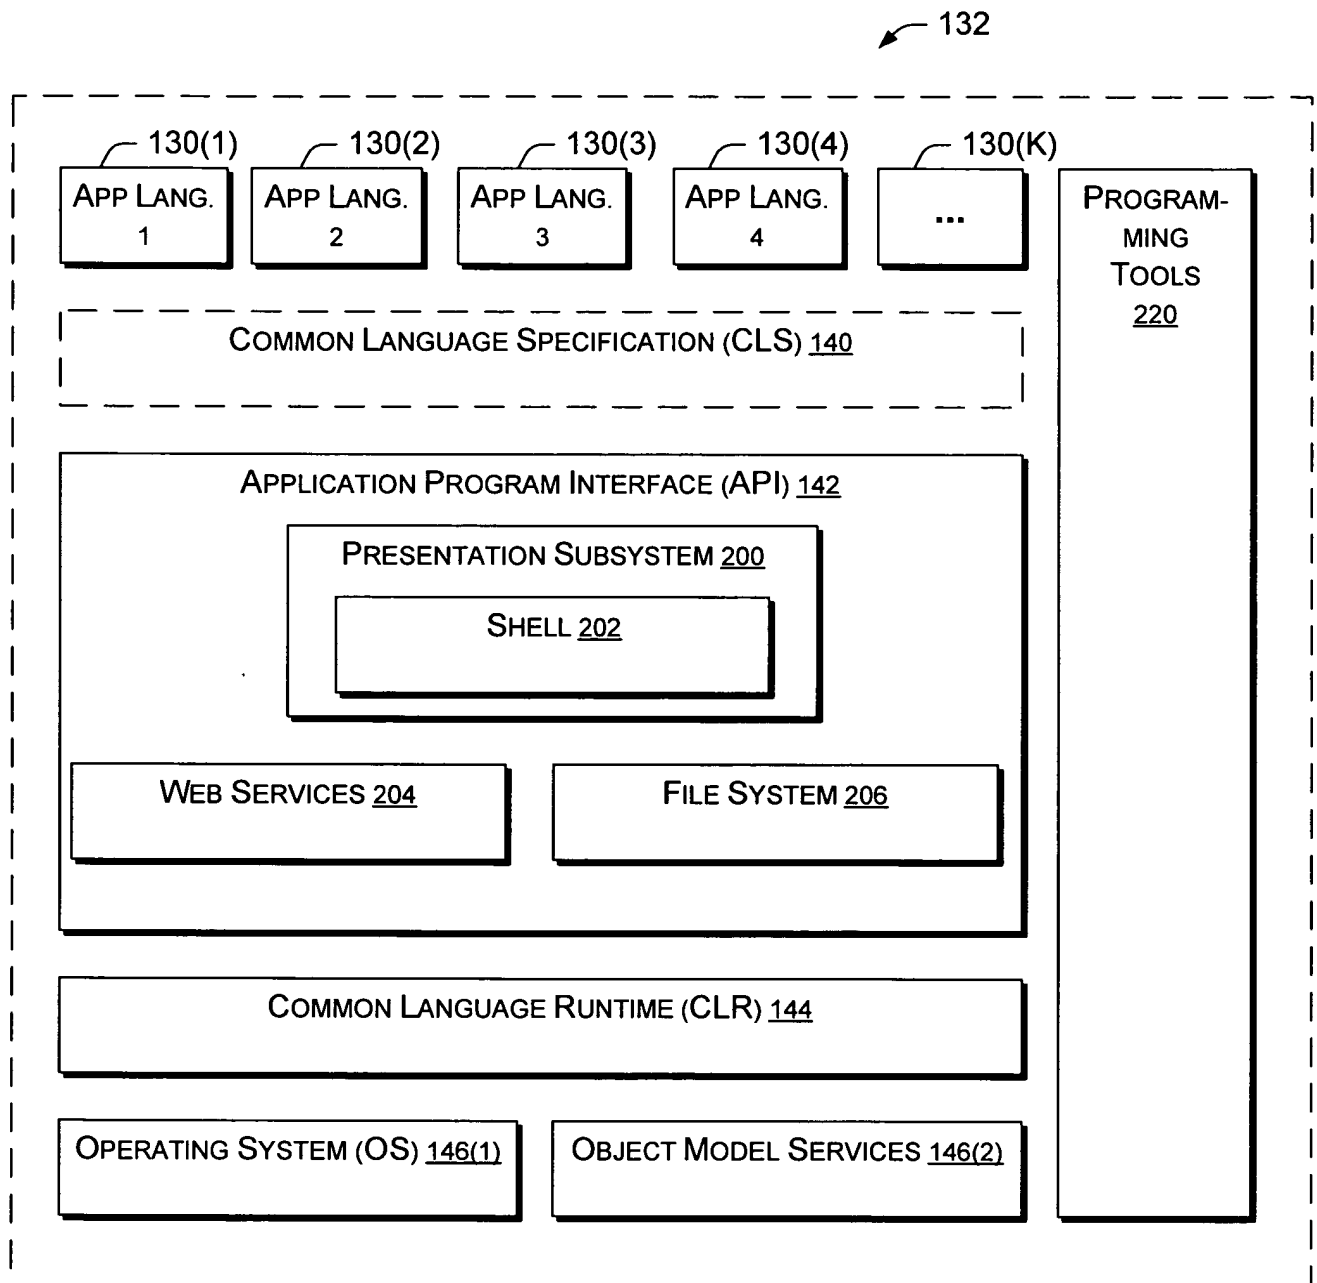 132
130(1) 130(2) 130(3) 130(4) 130(K)
APP LANG. 1
APP LANG. 2
APP LANG. 3
APP LANG. 4
...
PROGRAM-
MING
TOOLS
220
COMMON LANGUAGE SPECIFICATION (CLS) 140
APPLICATION PROGRAM INTERFACE (API) 142
PRESENTATION SUBSYSTEM 200
SHELL 202
WEB SERVICES 204
FILE SYSTEM 206
COMMON LANGUAGE RUNTIME (CLR) 144
OPERATING SYSTEM (OS) 146(1)
OBJECT MODEL SERVICES 146(2)